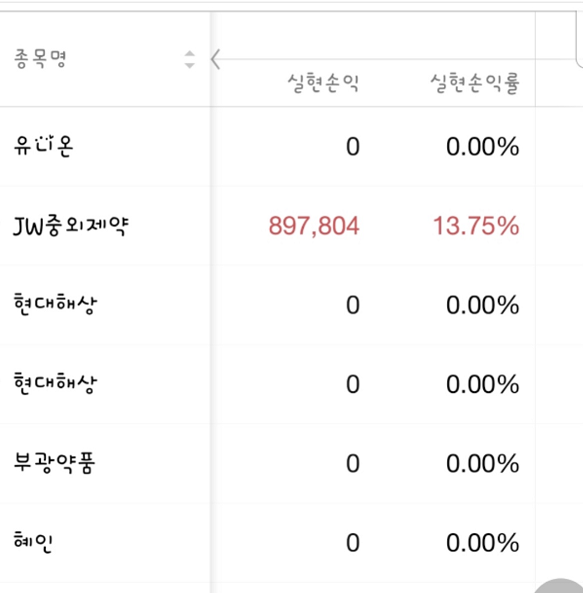 종목명
실현손익 실현손익률
유니온 0 0.00%
JW중외제약 897,804 13.75%
현대해상 0 0.00%
현대해상 0 0.00%
부광약품 0 0.00%
혜인 0 0.00%